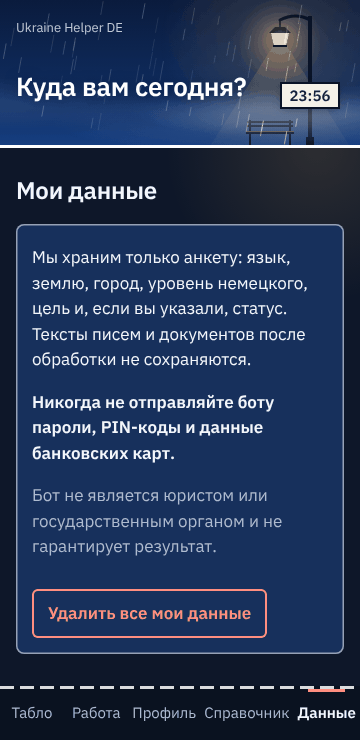 Ukraine Helper DE
Куда вам сегодня?
23:56
Мои данные
Мы храним только анкету: язык,
землю, город, уровень немецкого,
цель и, если вы указали, статус.
Тексты писем и документов после
обработки не сохраняются.
Никогда не отправляйте боту
пароли, PIN-коды и данные
банковских карт.
Бот не является юристом или
государственным органом и не
гарантирует результат.
Удалить все мои данные
Табло Работа Профиль Справочник Данные